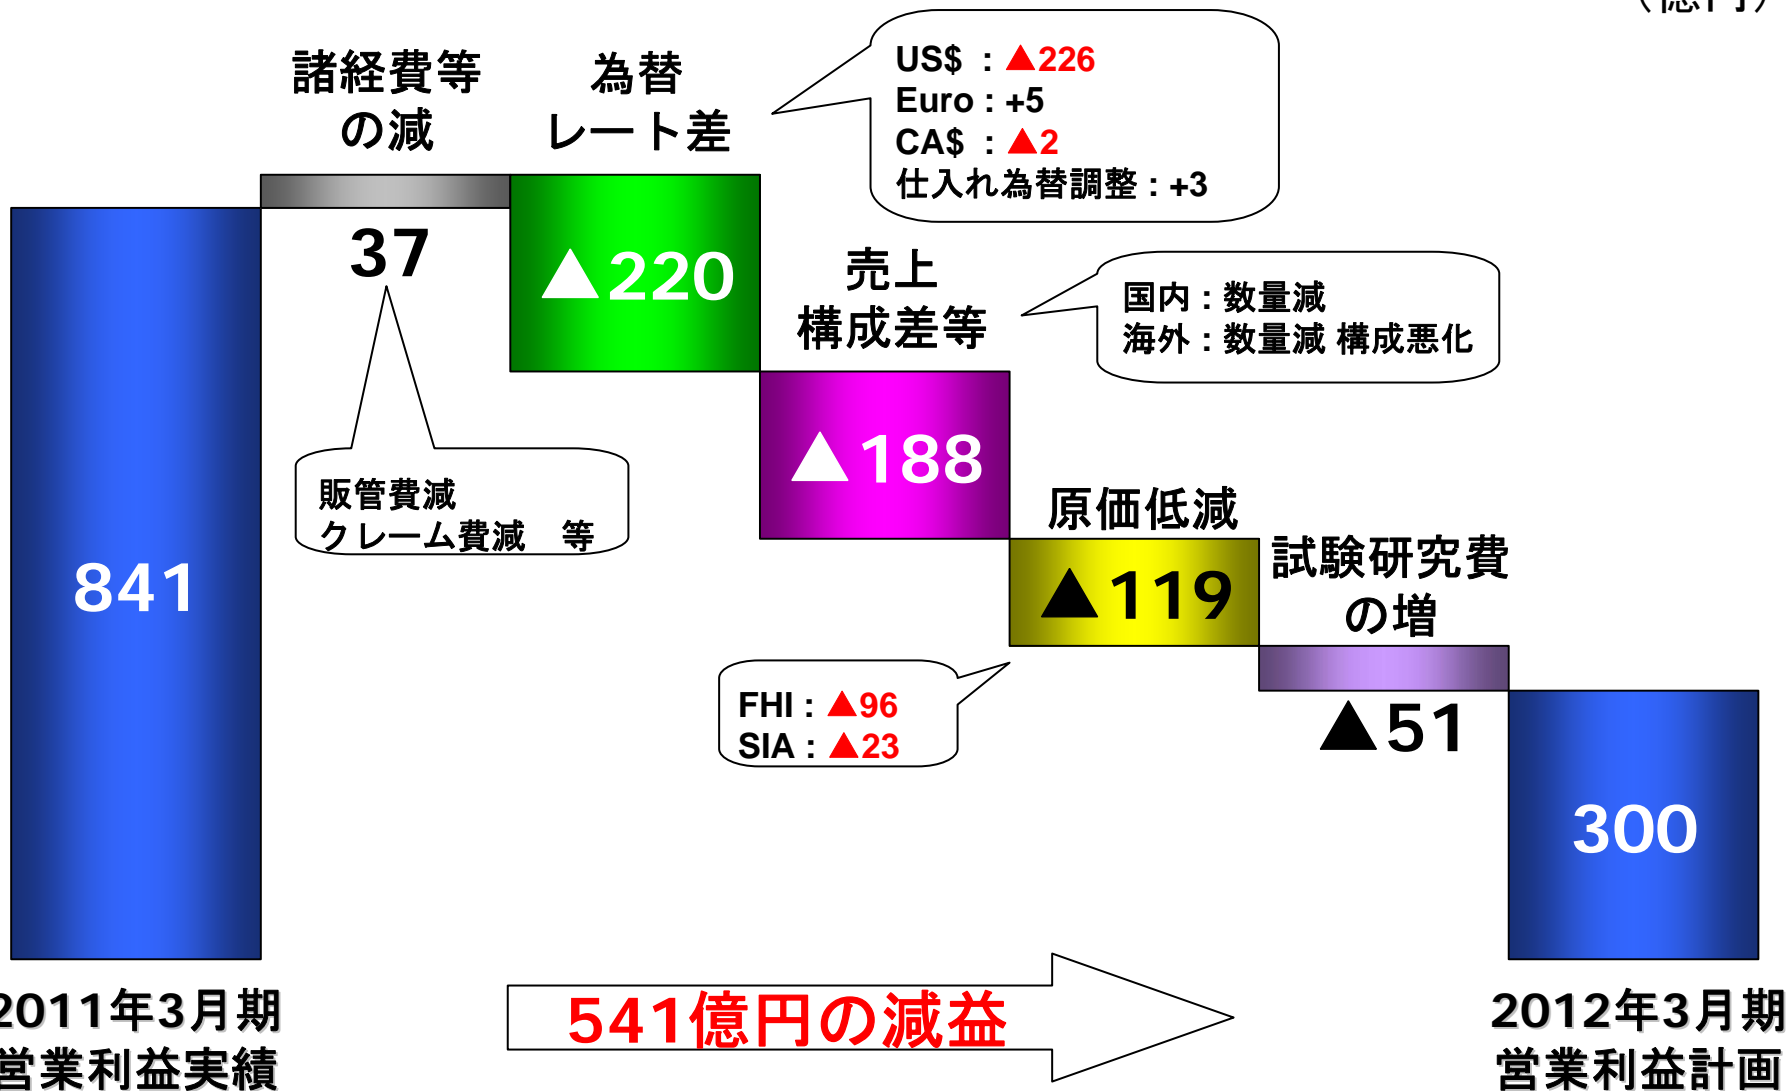 （億円）
諸経費等
の減
37
販管費減
クレーム費減　等
為替
レート差
▲220
US$ : ▲226
Euro : +5
CA$ : ▲2
仕入れ為替調整 : +3
売上
構成差等
▲188
国内 : 数量減
海外 : 数量減 構成悪化
原価低減
▲119
FHI : ▲96
SIA : ▲23
試験研究費
の増
▲51
841
300
2011年3月期
営業利益実績
541億円の減益
2012年3月期
営業利益計画